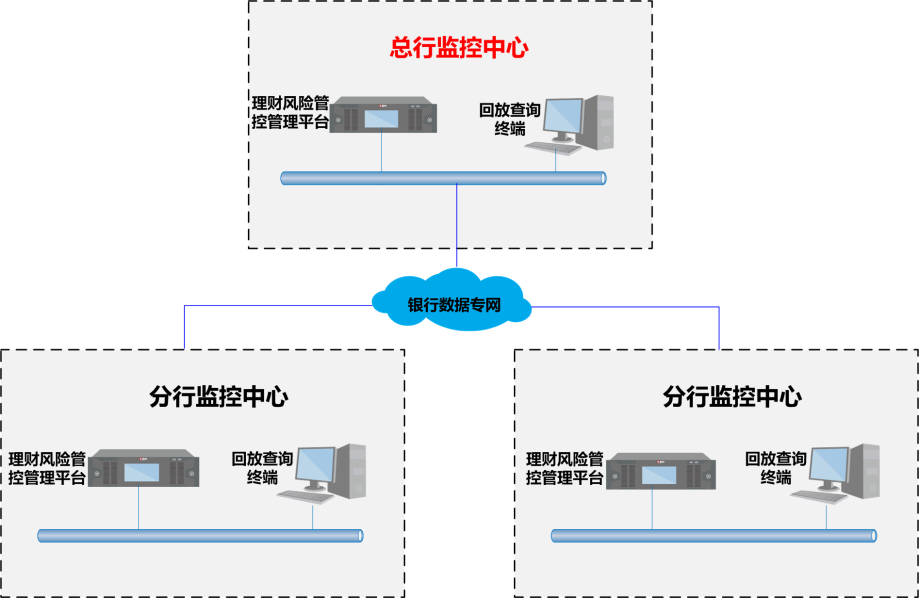 总行监控中心
理财风险管
控管理平台
回放查询
终端
银行数据专网
分行监控中心
理财风险管
控管理平台
回放查询
终端
分行监控中心
理财风险管
控管理平台
回放查询
终端